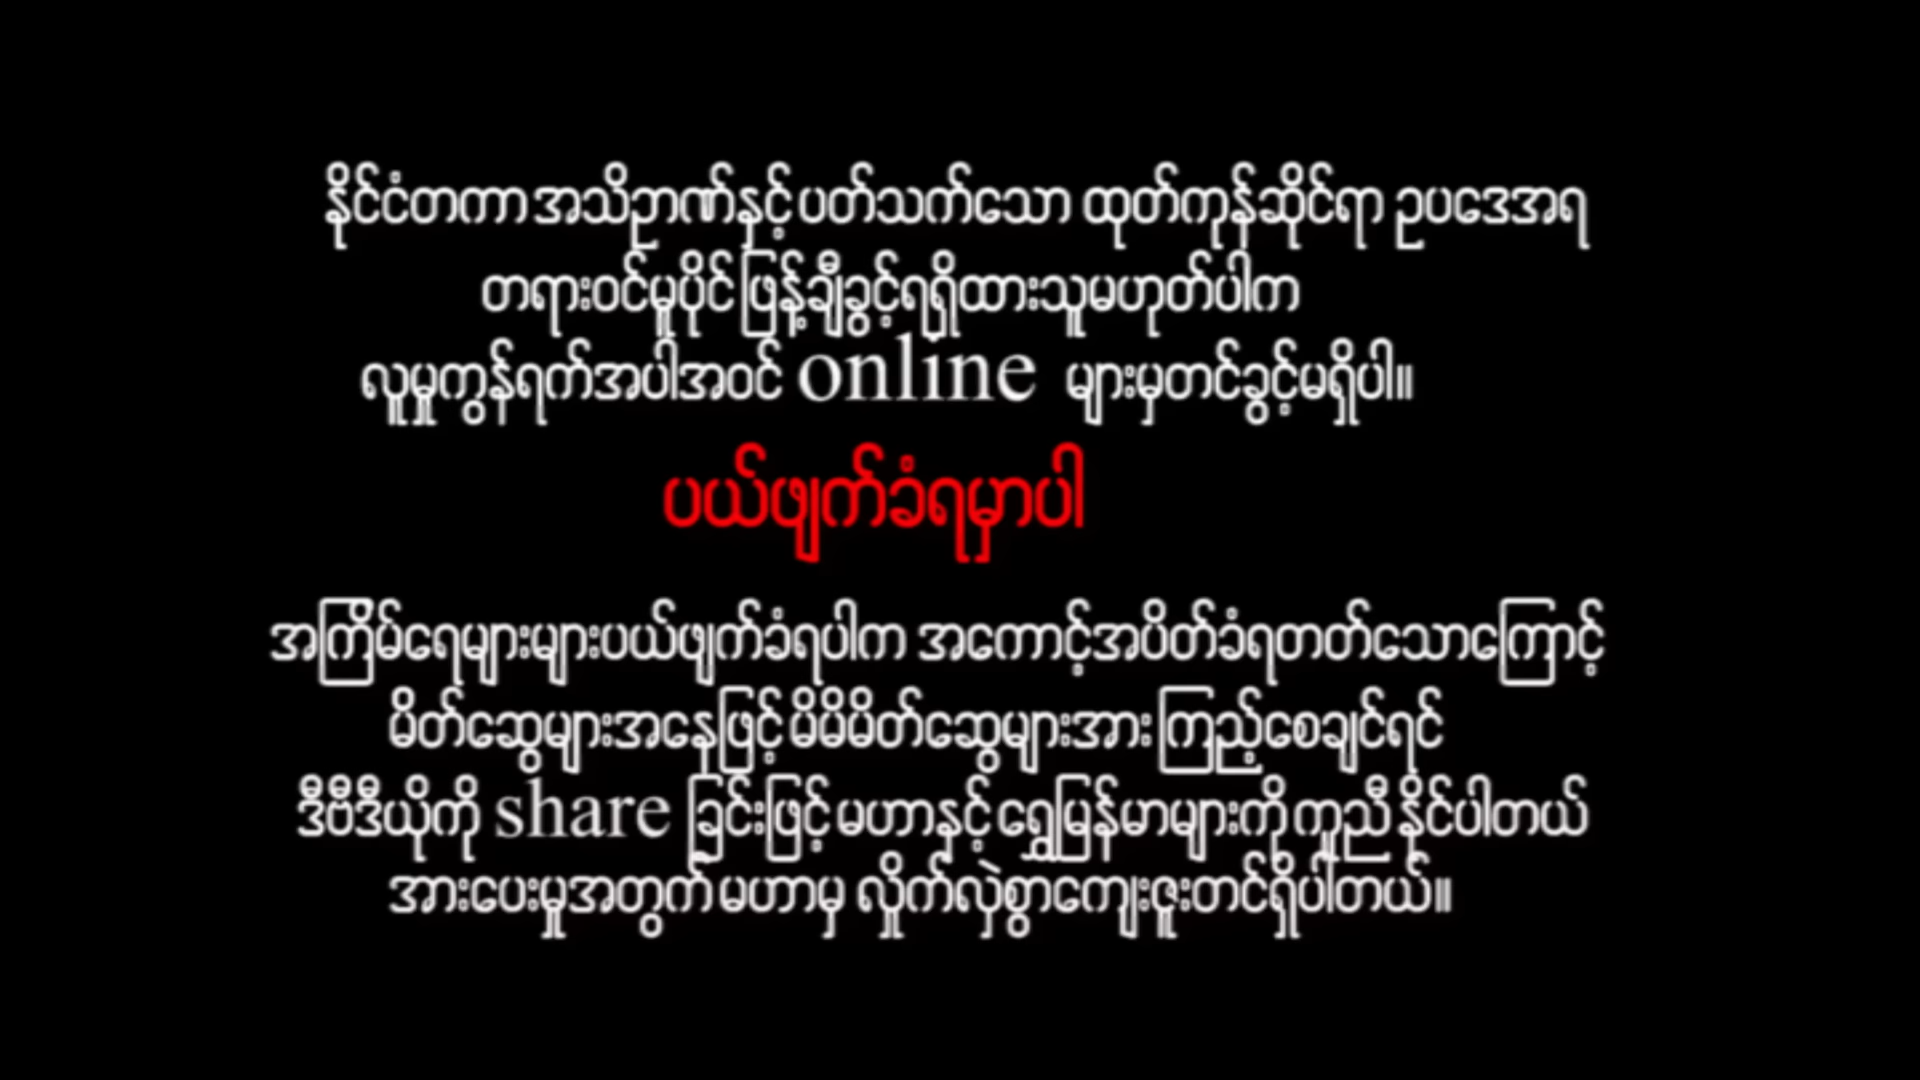 နိုင်ငံတကာ အသိဉာဏ်နှင့် ပတ်သက်သော ထုတ်ကုန်ဆိုင်ရာ ဥပဒေအရ
တရားဝင်မူပိုင် ဖြန့်ချီခွင့်ရရှိထားသူမဟုတ်ပါက
လူမှုကွန်ရက်အပါအဝင် online များမှတင်ခွင့်မရှိပါ။
ပယ်ဖျက်ခံရမှာပါ
အကြိမ်ရေများများပယ်ဖျက်ခံရပါက အကောင့်အပိတ်ခံရတတ်သောကြောင့်
မိတ်ဆွေများအနေဖြင့် မိမိမိတ်ဆွေများအား ကြည့်စေချင်ရင်
ဒီဗီဒီယိုကို share ခြင်းဖြင့် မဟာနှင့် ရွှေမြန်မာများကို ကူညီ နိုင်ပါတယ်
အားပေးမှုအတွက် မဟာမှ လှိုက်လှဲစွာကျေးဇူးတင်ရှိပါတယ်။